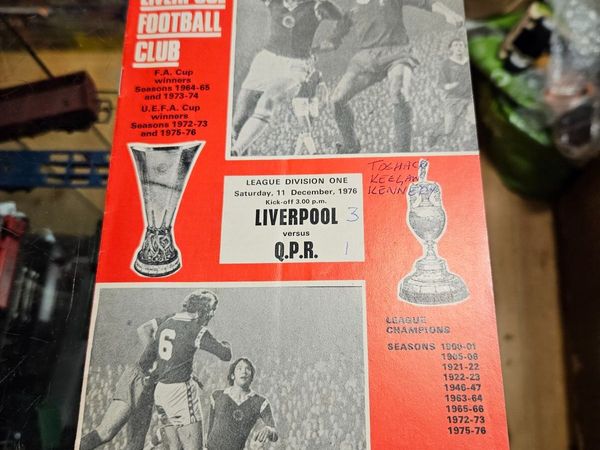 LIVERPOOL
FOOTBALL
CLUB
F.A. Cup
winners
Seasons 1964-65
and 1973-74
U.E.F.A. Cup
winners
Seasons 1972-73
and 1975-76
LEAGUE DIVISION ONE
Saturday, 11 December, 1976
Kick-off 3.00 p.m.
LIVERPOOL 3
versus
Q.P.R. 1
TOSHACK
KEEGAN
KENNEDY
6
LEAGUE
CHAMPIONS
SEASONS 1900-01
1905-06
1921-22
1922-23
1946-47
1963-64
1965-66
1972-73
1975-76